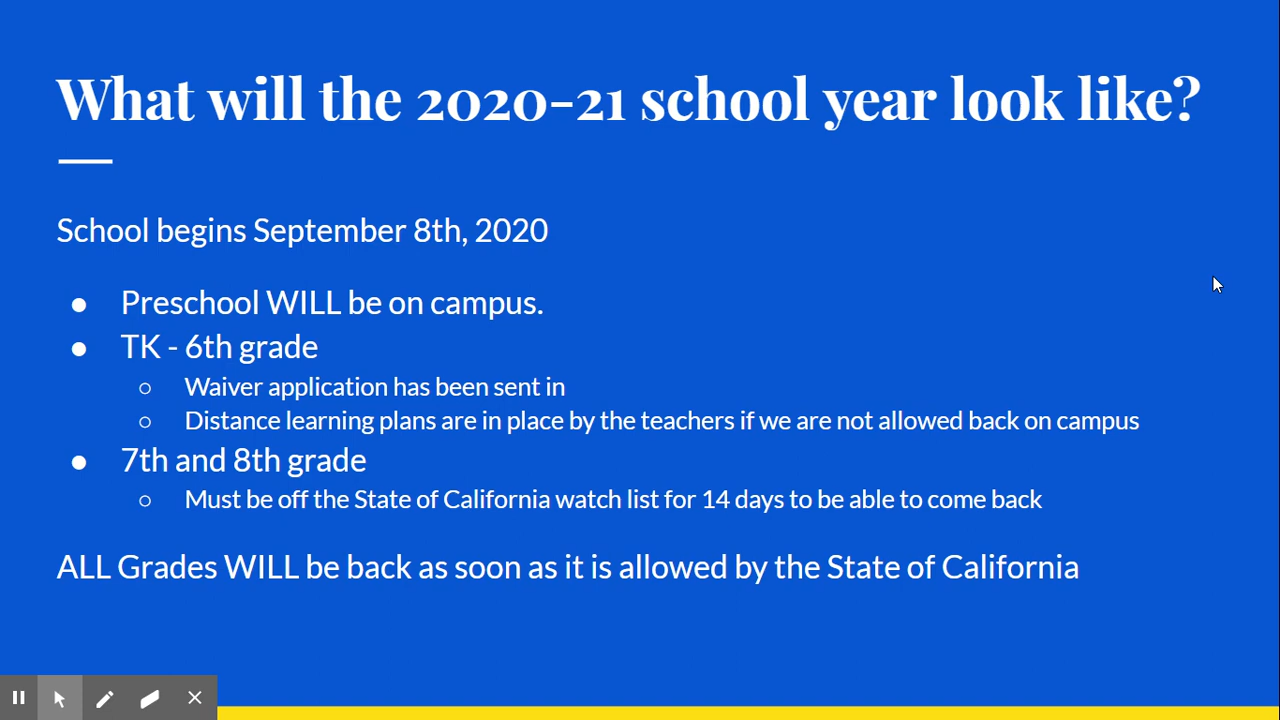 What will the 2020-21 school year look like?
School begins September 8th, 2020
● Preschool WILL be on campus.
● TK - 6th grade
○ Waiver application has been sent in
○ Distance learning plans are in place by the teachers if we are not allowed back on campus
● 7th and 8th grade
○ Must be off the State of California watch list for 14 days to be able to come back
ALL Grades WILL be back as soon as it is allowed by the State of California